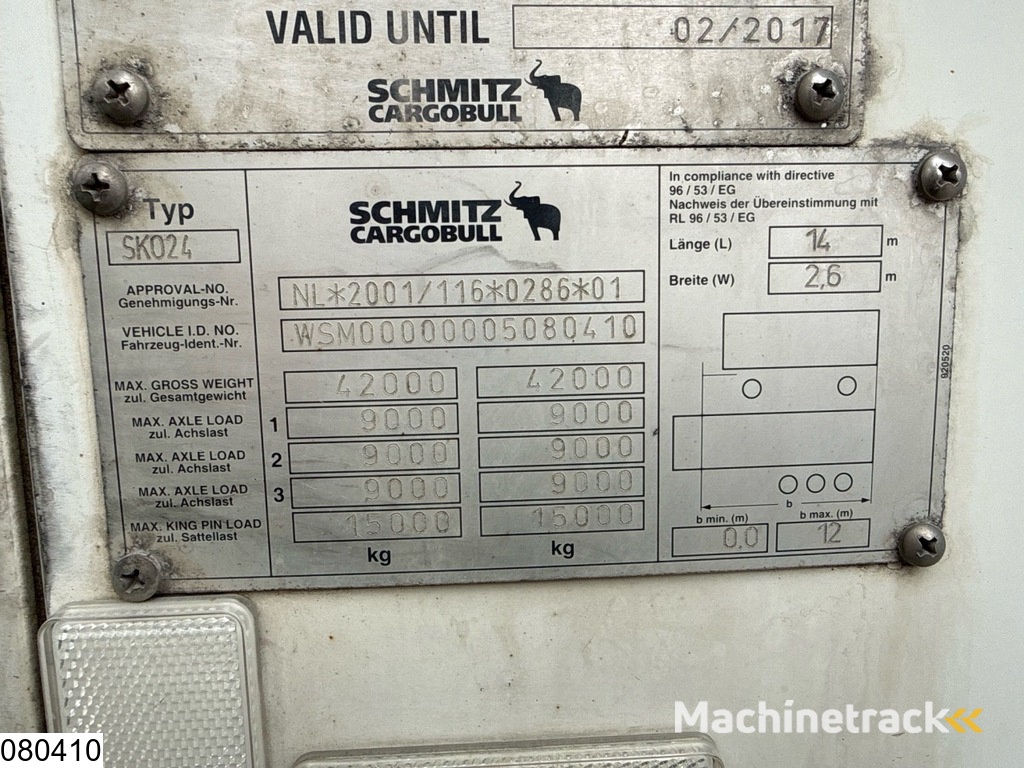 VALID UNTIL 02/2017
SCHMITZ
CARGOBULL
Typ
SKO24
SCHMITZ
CARGOBULL
APPROVAL-NO.
Genehmigungs-Nr.
NL*2001/116*0286*01
VEHICLE I.D. NO.
Fahrzeug-Ident.-Nr.
WSM00000005080410
MAX. GROSS WEIGHT
zul. Gesamtgewicht
42000 42000
MAX. AXLE LOAD
zul. Achslast
1 9000 9000
MAX. AXLE LOAD
zul. Achslast
2 9000 9000
MAX. AXLE LOAD
zul. Achslast
3 9000 9000
MAX. KING PIN LOAD
zul. Sattellast
15000 15000
kg kg
In compliance with directive
96 / 53 / EG
Nachweis der Übereinstimmung mit
RL 96 / 53 / EG
Länge (L) 14 m
Breite (W) 2,6 m
920520
b
b min. (m) b max. (m)
0.0 12
Machinetrack
080410